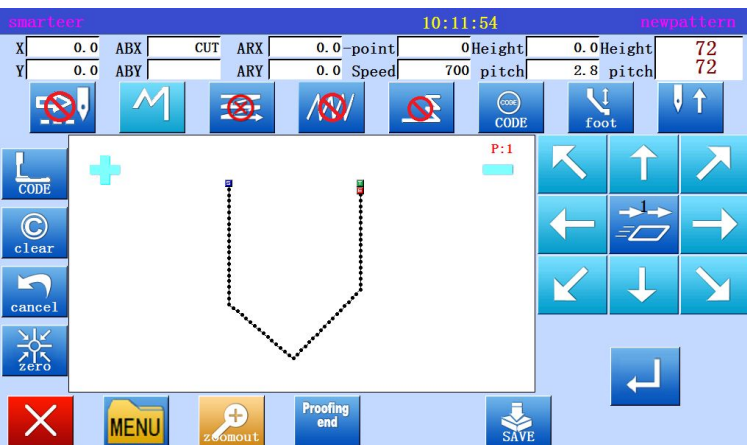 smarteer 10:11:54 newpattern
X 0.0 ABX CUT ARX 0.0 -point 0 Height 0.0 Height 72
Y 0.0 ABY ARY 0.0 Speed 700 pitch 2.8 pitch 72
CODE
CODE foot
P:1
CODE
1
C
clear
cancel
zero
MENU
zoomout
Proofing
end
SAVE